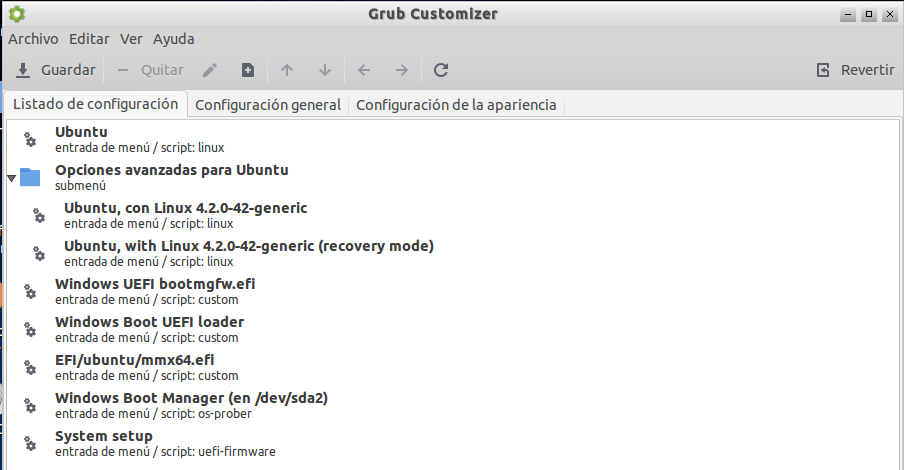 Grub Customizer
Archivo Editar Ver Ayuda
Guardar Quitar Revertir
Listado de configuración Configuración general Configuración de la apariencia
Ubuntu
entrada de menú / script: linux
Opciones avanzadas para Ubuntu
submenú
Ubuntu, con Linux 4.2.0-42-generic
entrada de menú / script: linux
Ubuntu, with Linux 4.2.0-42-generic (recovery mode)
entrada de menú / script: linux
Windows UEFI bootmgfw.efi
entrada de menú / script: custom
Windows Boot UEFI loader
entrada de menú / script: custom
EFI/ubuntu/mmx64.efi
entrada de menú / script: custom
Windows Boot Manager (en /dev/sda2)
entrada de menú / script: os-prober
System setup
entrada de menú / script: uefi-firmware